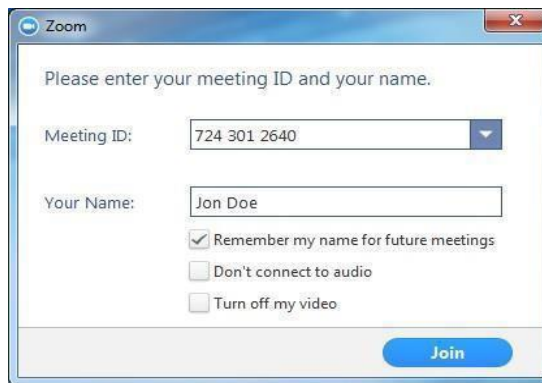 Zoom
Please enter your meeting ID and your name.
Meeting ID: 724 301 2640
Your Name: Jon Doe
Remember my name for future meetings
Don't connect to audio
Turn off my video
Join